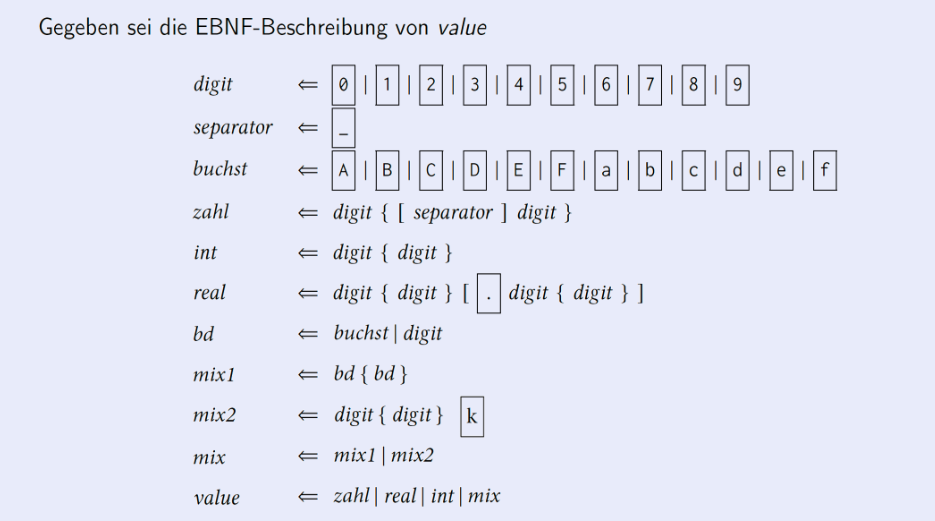 Gegeben sei die EBNF-Beschreibung von value
digit ⇐ 0 | 1 | 2 | 3 | 4 | 5 | 6 | 7 | 8 | 9
separator ⇐ _
buchst ⇐ A | B | C | D | E | F | a | b | c | d | e | f
zahl ⇐ digit { [ separator ] digit }
int ⇐ digit { digit }
real ⇐ digit { digit } [ . digit { digit } ]
bd ⇐ buchst | digit
mix1 ⇐ bd { bd }
mix2 ⇐ digit { digit } k
mix ⇐ mix1 | mix2
value ⇐ zahl | real | int | mix